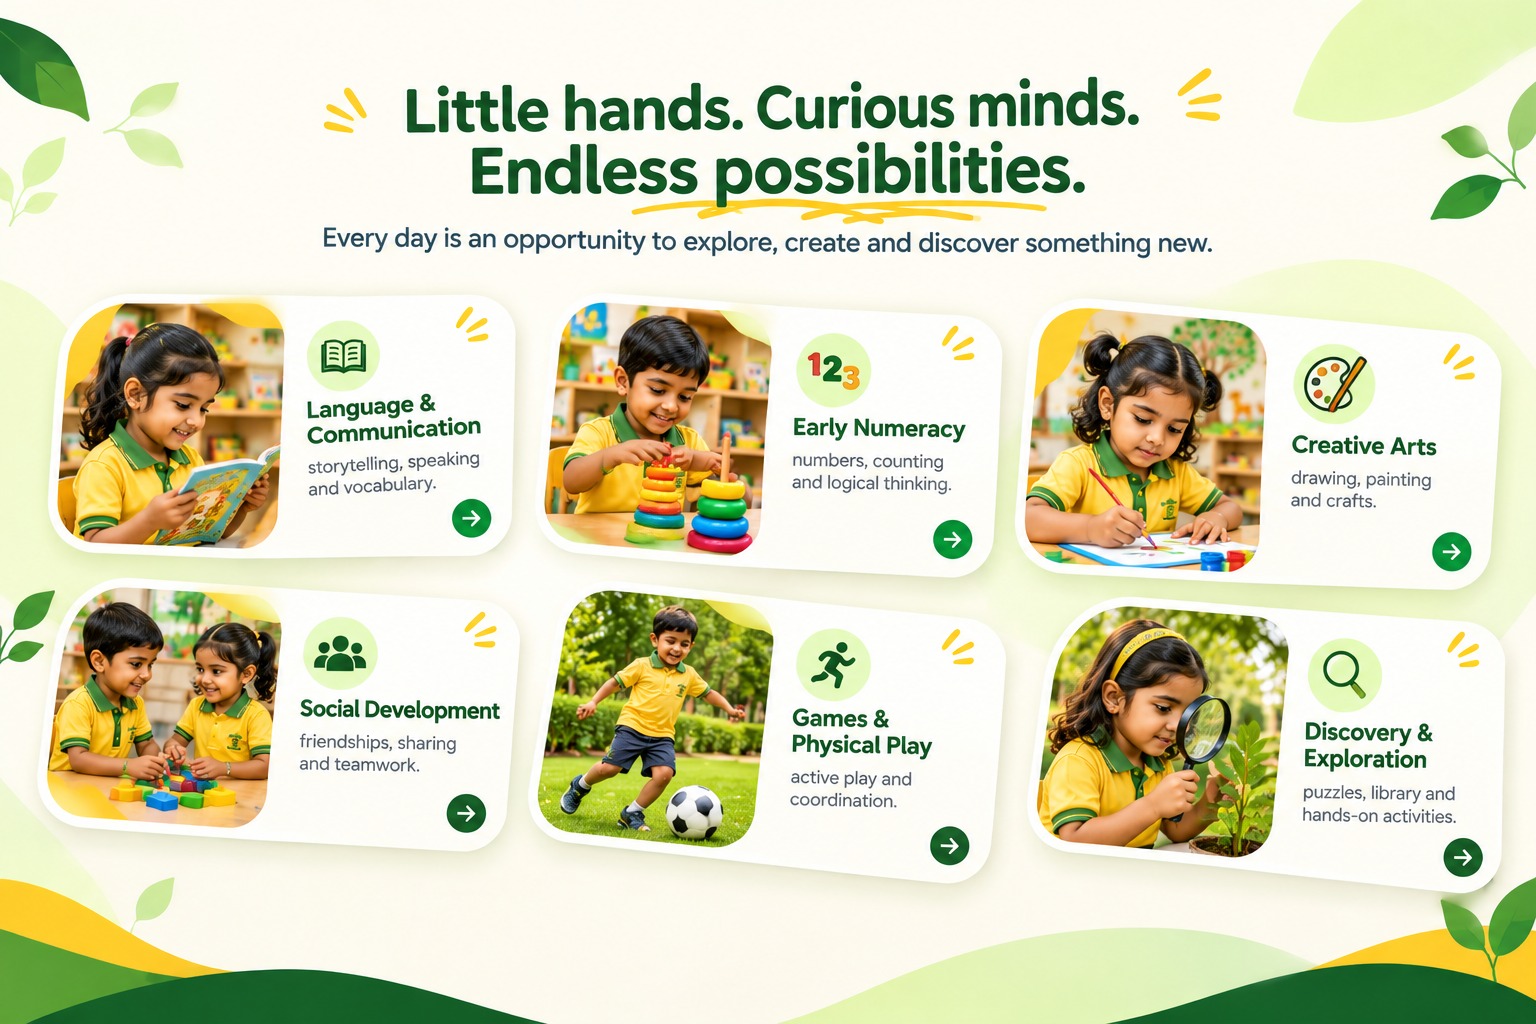 Little hands. Curious minds.
Endless possibilities.
Every day is an opportunity to explore, create and discover something new.
Language &
Communication
storytelling, speaking
and vocabulary.
123
Early Numeracy
numbers, counting
and logical thinking.
Creative Arts
drawing, painting
and crafts.
Social Development
friendships, sharing
and teamwork.
Games &
Physical Play
active play and
coordination.
Discovery &
Exploration
puzzles, library and
hands-on activities.